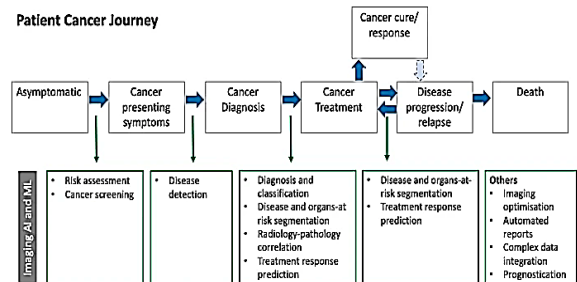 Patient Cancer Journey
Cancer cure/
response
Asymptomatic
Cancer
presenting
symptoms
Cancer
Diagnosis
Cancer
Treatment
Disease
progression/
relapse
Death
Imaging AI and ML
• Risk assessment
• Cancer screening
• Disease
detection
• Diagnosis and
classification
• Disease and organs-at
risk segmentation
• Radiology-pathology
correlation
• Treatment response
prediction
• Disease and organs-at-
risk segmentation
• Treatment response
prediction
Others
• Imaging
optimisation
• Automated
reports
• Complex data
integration
• Prognostication